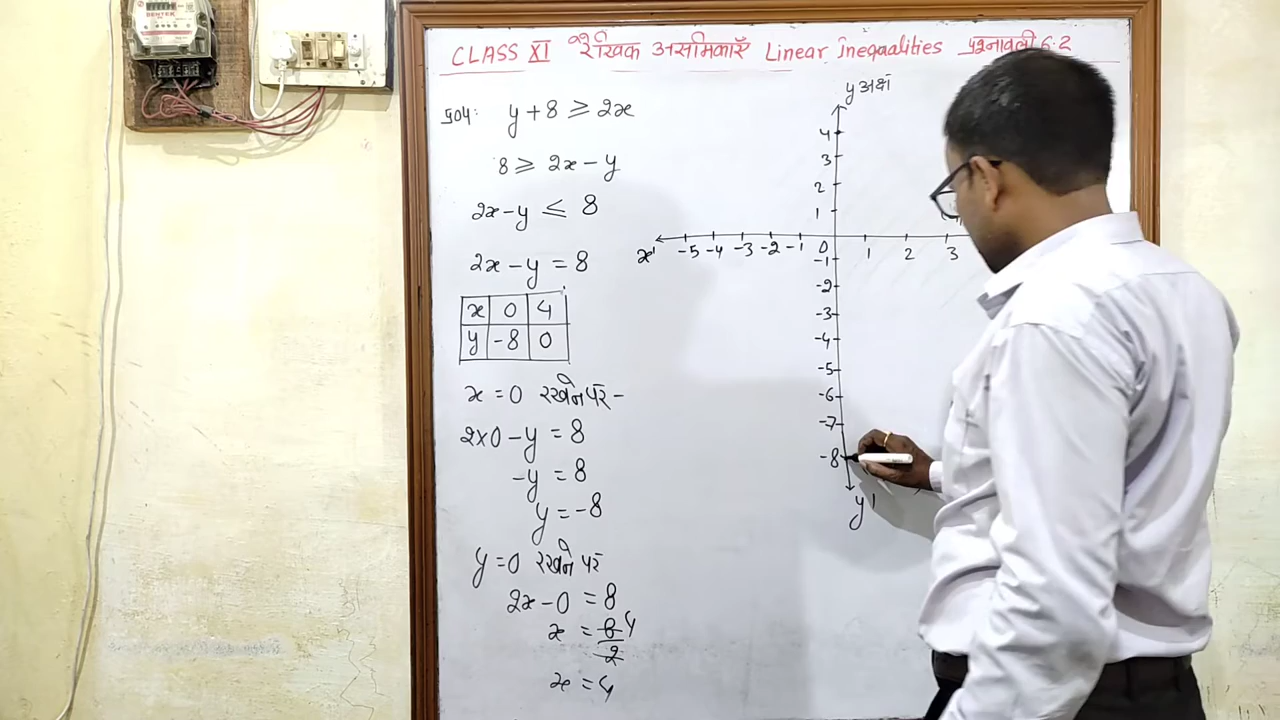 CLASS XI रैखिक असमिकाएँ Linear Inequalities प्रश्नावली 6.2
प्र04: y + 8 ⩾ 2x
8 ⩾ 2x - y
2x - y ≤ 8
2x - y = 8
x 0 4
y -8 0
x = 0 रखने पर -
2×0 - y = 8
-y = 8
y = -8
y = 0 रखने पर
2x - 0 = 8
x = 8/2 4
x = 4
y अक्ष
4
3
2
1
x' -5 -4 -3 -2 -1 0 1 2 3
-1
-2
-3
-4
-5
-6
-7
-8
y'